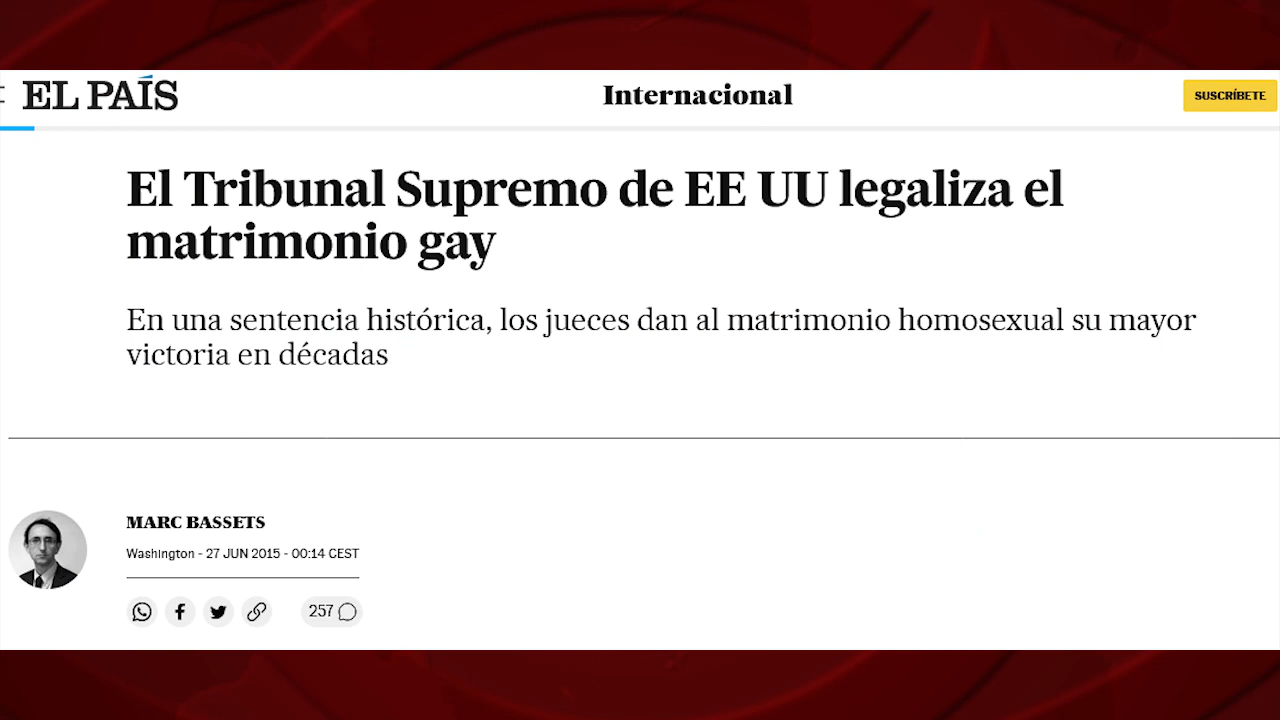 EL PAÍS
Internacional
SUSCRÍBETE
El Tribunal Supremo de EE UU legaliza el
matrimonio gay
En una sentencia histórica, los jueces dan al matrimonio homosexual su mayor
victoria en décadas
MARC BASSETS
Washington - 27 JUN 2015 - 00:14 CEST
257